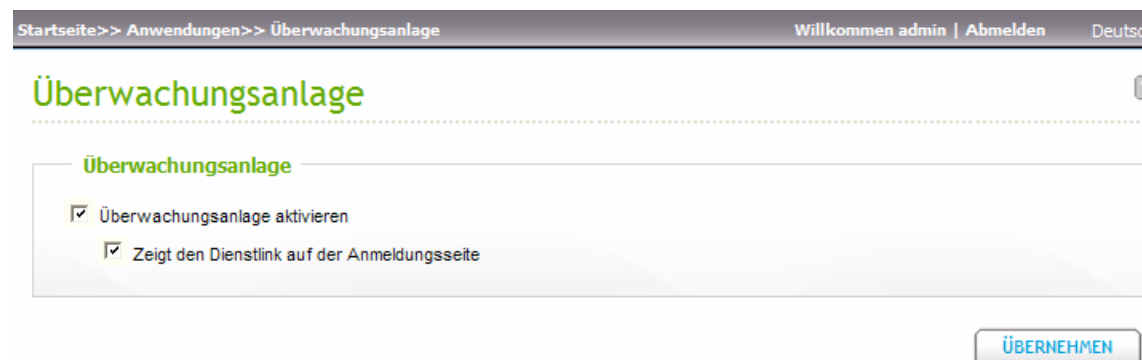 Startseite>> Anwendungen>> Überwachungsanlage Willkommen admin | Abmelden
Überwachungsanlage
Überwachungsanlage
Überwachungsanlage aktivieren
Zeigt den Dienstlink auf der Anmeldungsseite
ÜBERNEHMEN